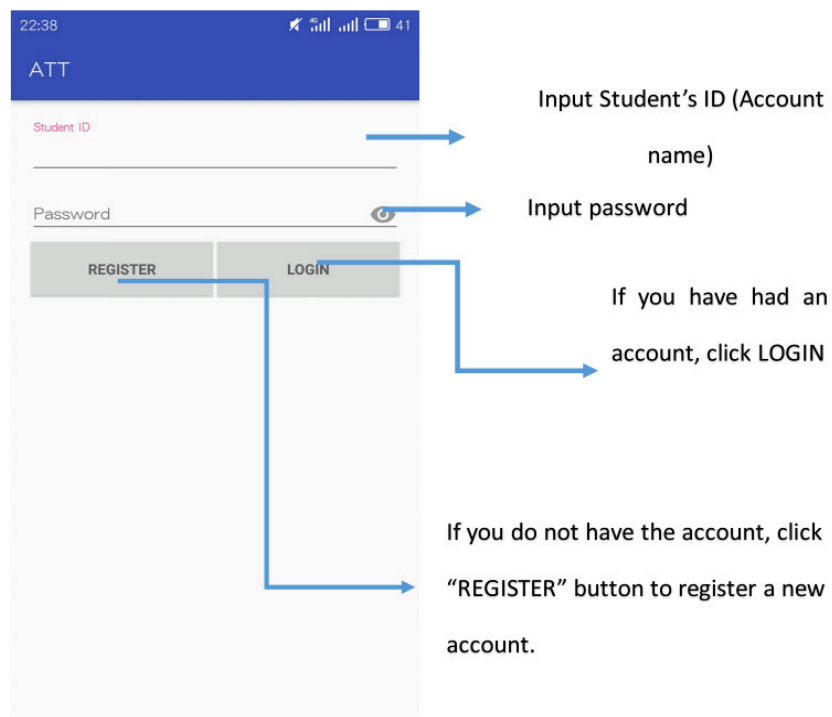 22:38
4G
41
ATT
Student ID
Password
REGISTER
LOGIN
Input Student’s ID (Account
name)
Input password
If you have had an
account, click LOGIN
If you do not have the account, click
“REGISTER” button to register a new
account.